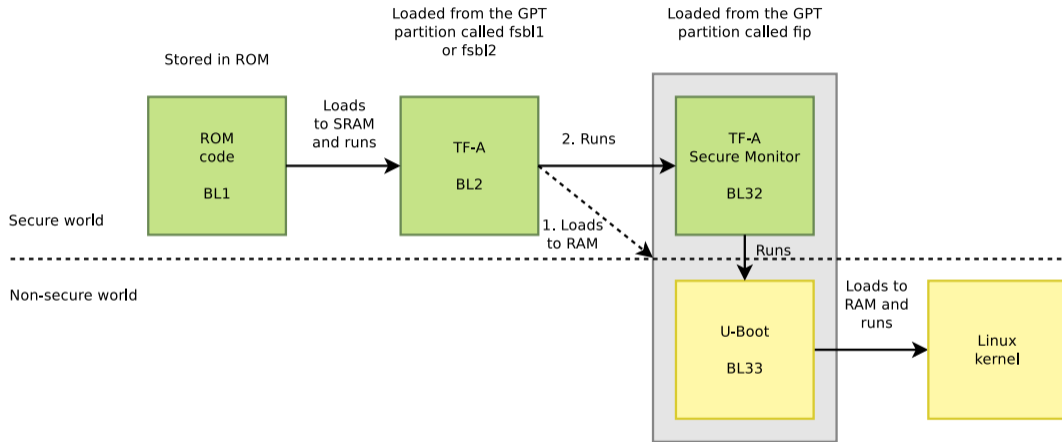 Loaded from the GPT
partition called fsbl1
or fsbl2
Loaded from the GPT
partition called fip
Stored in ROM
ROM
code
BL1
Loads
to SRAM
and runs
TF-A
BL2
2. Runs
TF-A
Secure Monitor
BL32
1. Loads
to RAM
Secure world
Runs
Non-secure world
U-Boot
BL33
Loads to
RAM and
runs
Linux
kernel